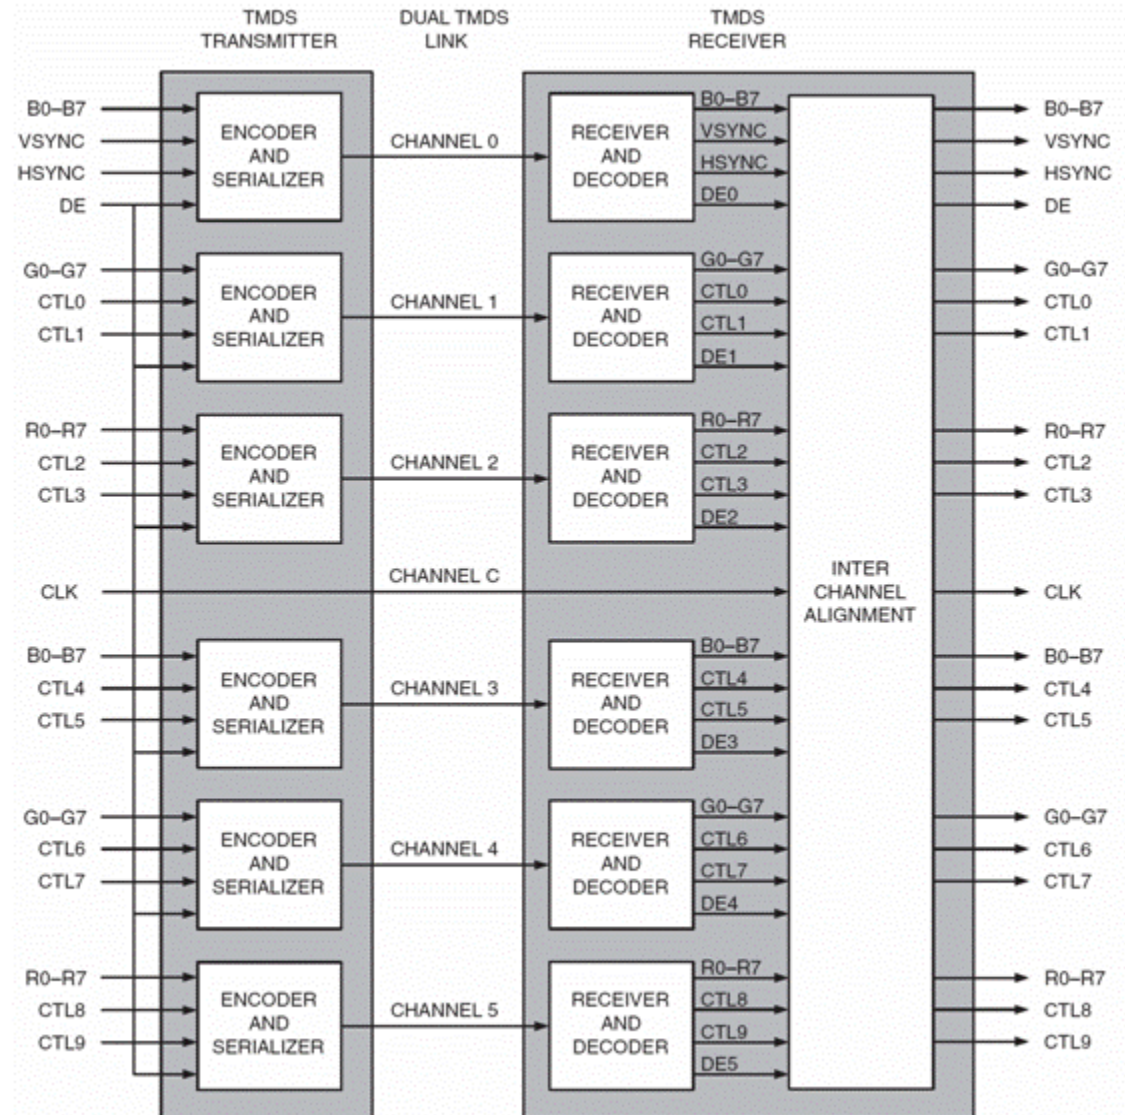 TMDS
TRANSMITTER
DUAL TMDS
LINK
TMDS
RECEIVER
B0–B7
VSYNC
HSYNC
DE
ENCODER
AND
SERIALIZER
CHANNEL 0
RECEIVER
AND
DECODER
B0–B7
VSYNC
HSYNC
DE0
B0–B7
VSYNC
HSYNC
DE
G0–G7
CTL0
CTL1
ENCODER
AND
SERIALIZER
CHANNEL 1
RECEIVER
AND
DECODER
G0–G7
CTL0
CTL1
DE1
G0–G7
CTL0
CTL1
R0–R7
CTL2
CTL3
ENCODER
AND
SERIALIZER
CHANNEL 2
RECEIVER
AND
DECODER
R0–R7
CTL2
CTL3
DE2
R0–R7
CTL2
CTL3
CLK
CHANNEL C
INTER
CHANNEL
ALIGNMENT
CLK
B0–B7
CTL4
CTL5
ENCODER
AND
SERIALIZER
CHANNEL 3
RECEIVER
AND
DECODER
B0–B7
CTL4
CTL5
DE3
B0–B7
CTL4
CTL5
G0–G7
CTL6
CTL7
ENCODER
AND
SERIALIZER
CHANNEL 4
RECEIVER
AND
DECODER
G0–G7
CTL6
CTL7
DE4
G0–G7
CTL6
CTL7
R0–R7
CTL8
CTL9
ENCODER
AND
SERIALIZER
CHANNEL 5
RECEIVER
AND
DECODER
R0–R7
CTL8
CTL9
DE5
R0–R7
CTL8
CTL9